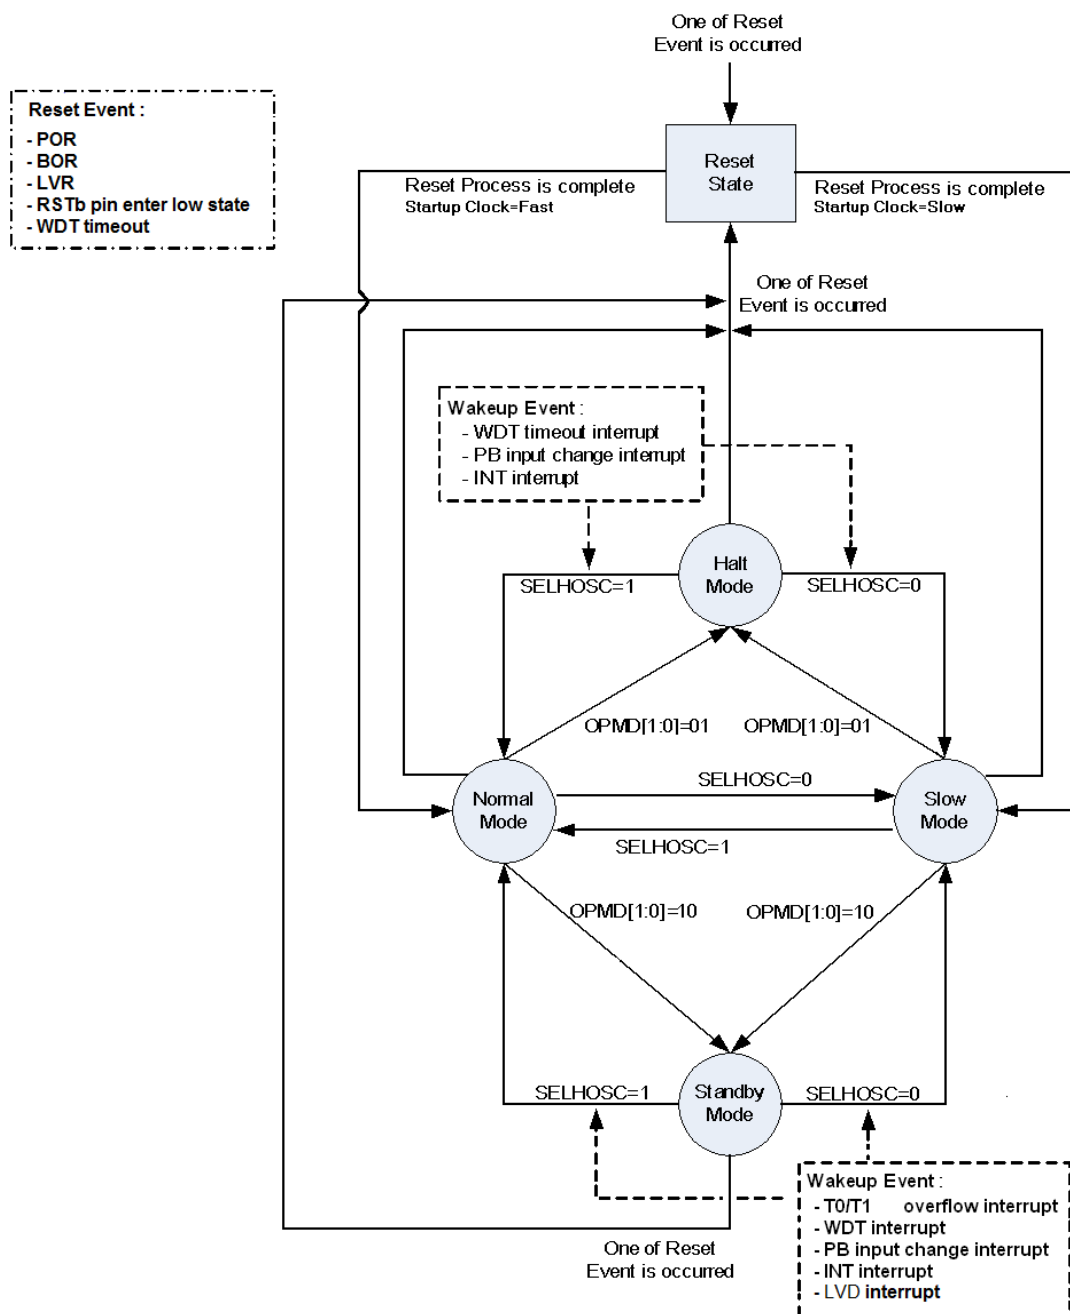 One of Reset
Event is occurred
Reset Event :
- POR
- BOR
- LVR
- RSTb pin enter low state
- WDT timeout
Reset
State
Reset Process is complete
Startup Clock=Fast
Reset Process is complete
Startup Clock=Slow
One of Reset
Event is occurred
Wakeup Event :
- WDT timeout interrupt
- PB input change interrupt
- INT interrupt
Halt
Mode
SELHOSC=1
SELHOSC=0
OPMD[1:0]=01
OPMD[1:0]=01
Normal
Mode
SELHOSC=0
Slow
Mode
SELHOSC=1
OPMD[1:0]=10
OPMD[1:0]=10
Standby
Mode
SELHOSC=1
SELHOSC=0
Wakeup Event :
- T0/T1 overflow interrupt
- WDT interrupt
- PB input change interrupt
- INT interrupt
- LVD interrupt
One of Reset
Event is occurred